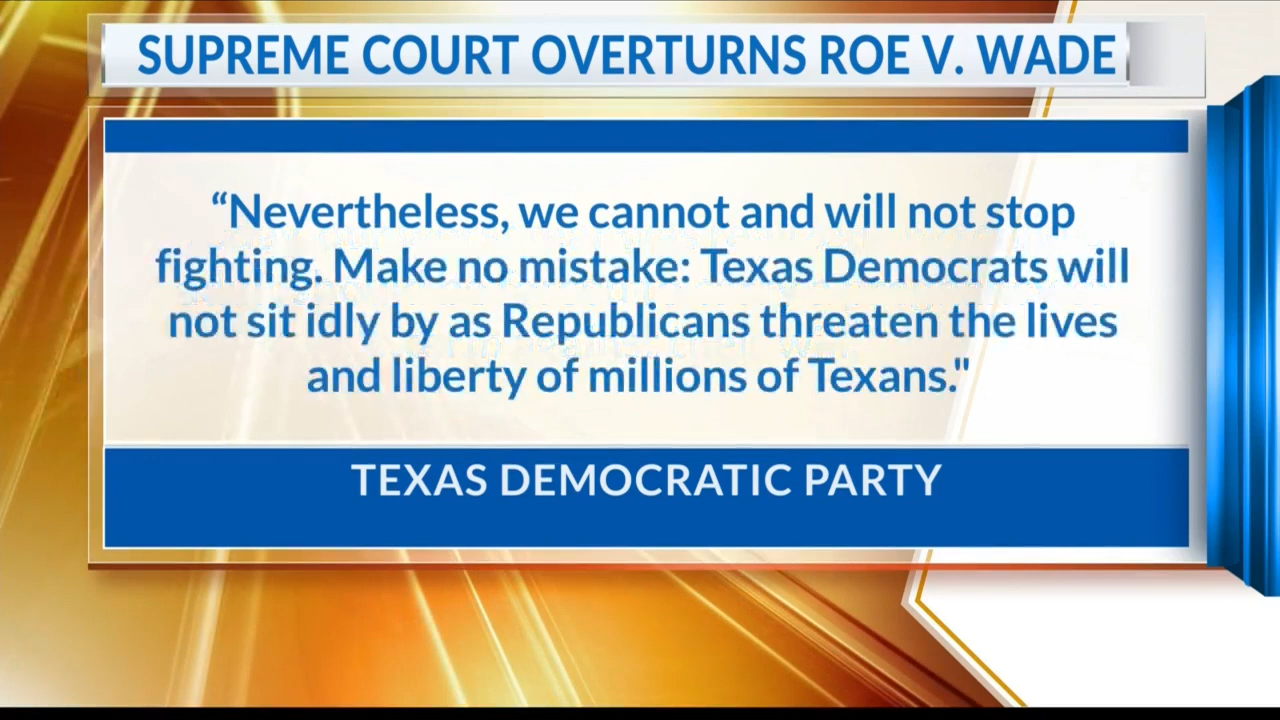 SUPREME COURT OVERTURNS ROE V. WADE
“Nevertheless, we cannot and will not stop
fighting. Make no mistake: Texas Democrats will
not sit idly by as Republicans threaten the lives
and liberty of millions of Texans."
TEXAS DEMOCRATIC PARTY